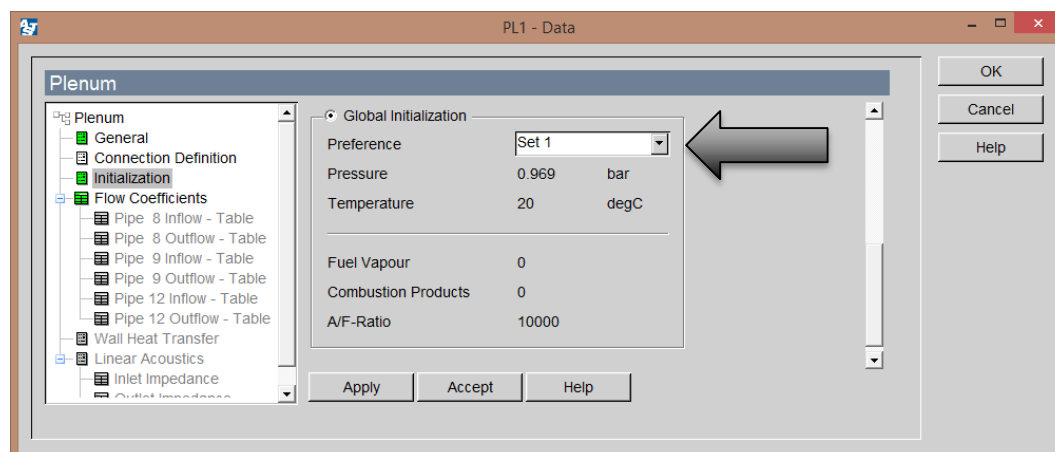 PL1 - Data
Plenum
Plenum
General
Connection Definition
Initialization
Flow Coefficients
Pipe 8 Inflow - Table
Pipe 8 Outflow - Table
Pipe 9 Inflow - Table
Pipe 9 Outflow - Table
Pipe 12 Inflow - Table
Pipe 12 Outflow - Table
Wall Heat Transfer
Linear Acoustics
Inlet Impedance
Outlet Impedance
Global Initialization
Preference Set 1
Pressure 0.969 bar
Temperature 20 degC
Fuel Vapour 0
Combustion Products 0
A/F-Ratio 10000
Apply Accept Help
OK
Cancel
Help